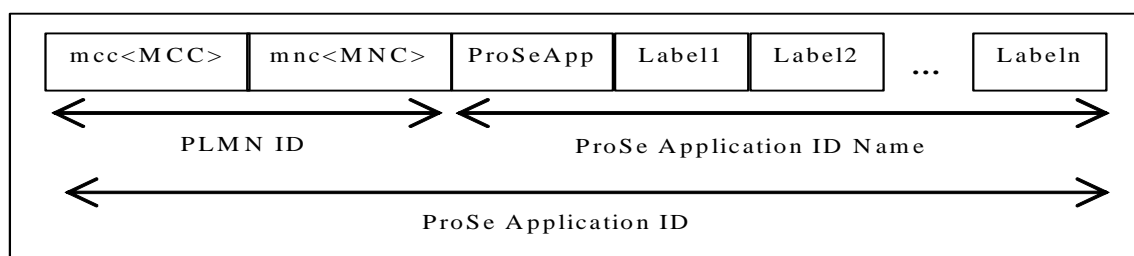 mcc<MCC> mnc<MNC> ProSeApp Label1 Label2 ... Labeln
PLMN ID ProSe Application ID Name
ProSe Application ID